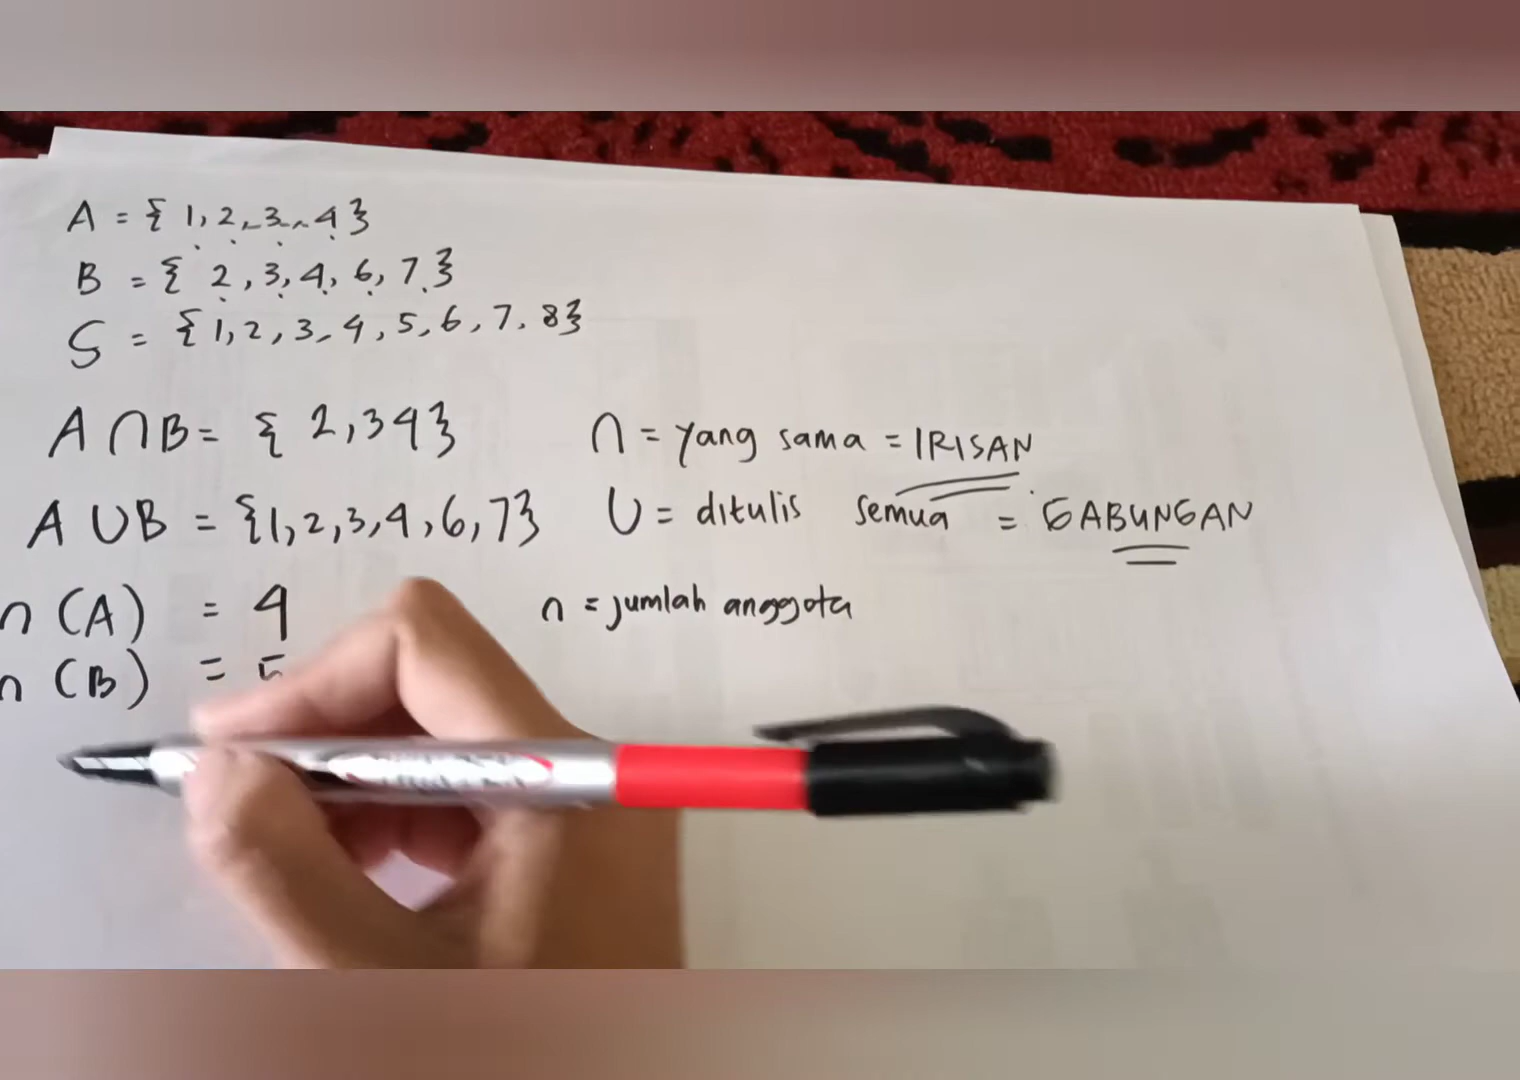 A = { 1, 2, 3, 4 }
B = { 2, 3, 4, 6, 7 }
S = { 1, 2, 3, 4, 5, 6, 7, 8 }
A ∩ B = { 2, 3 4 } ∩ = yang sama = IRISAN
A ∪ B = { 1, 2, 3, 4, 6, 7 } ∪ = ditulis semua = GABUNGAN
n (A) = 4 n = jumlah anggota
n (B) = 5